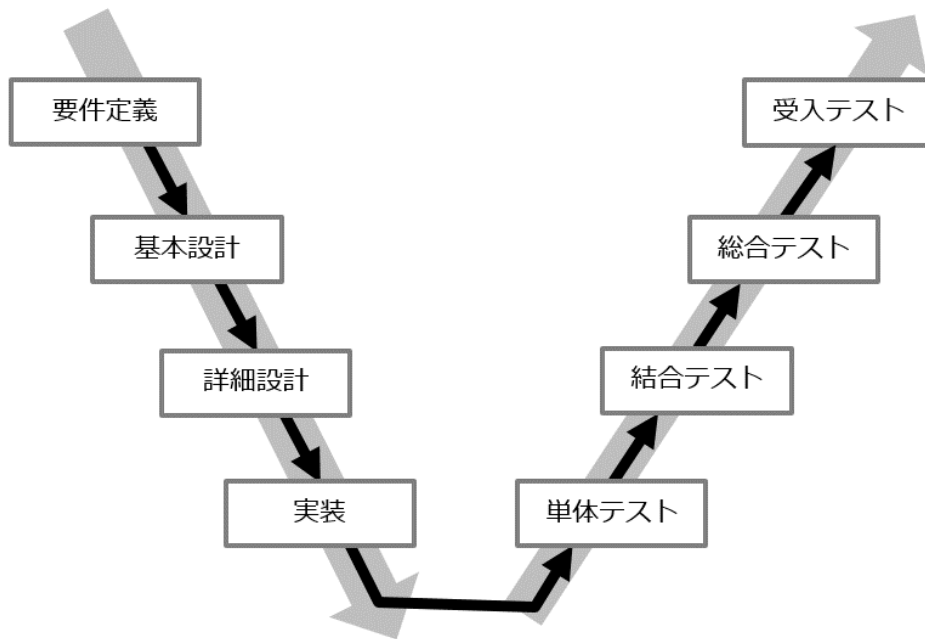 要件定義
基本設計
詳細設計
実装
単体テスト
結合テスト
総合テスト
受入テスト